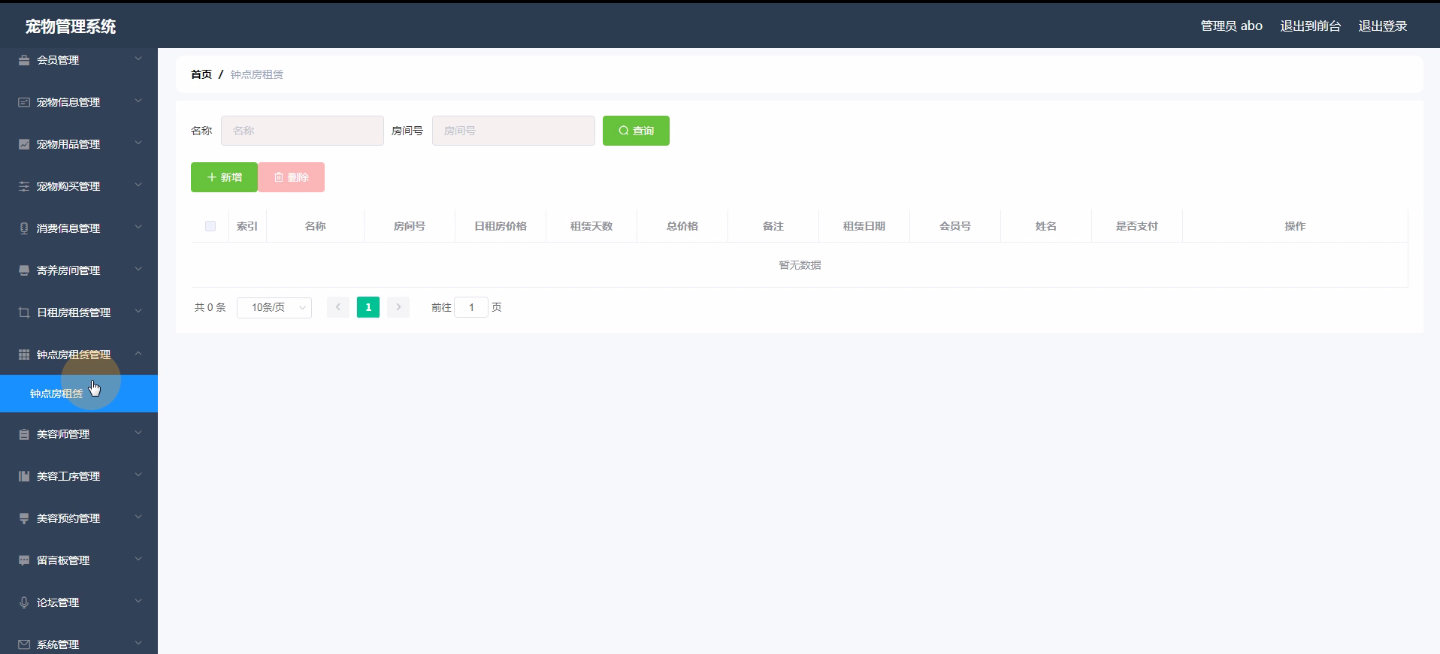 宠物管理系统
管理员 abo 退出到前台 退出登录
会员管理
宠物信息管理
宠物用品管理
宠物购买管理
消费信息管理
寄养房间管理
日租房租赁管理
钟点房租赁管理
钟点房租赁
美容师管理
美容工序管理
美容预约管理
留言板管理
论坛管理
系统管理
首页 / 钟点房租赁
名称 名称 房间号 房间号 查询
新增 删除
索引 名称 房间号 日租房价格 租赁天数 总价格 备注 租赁日期 会员号 姓名 是否支付 操作
暂无数据
共 0 条 10条/页 1 前往 1 页